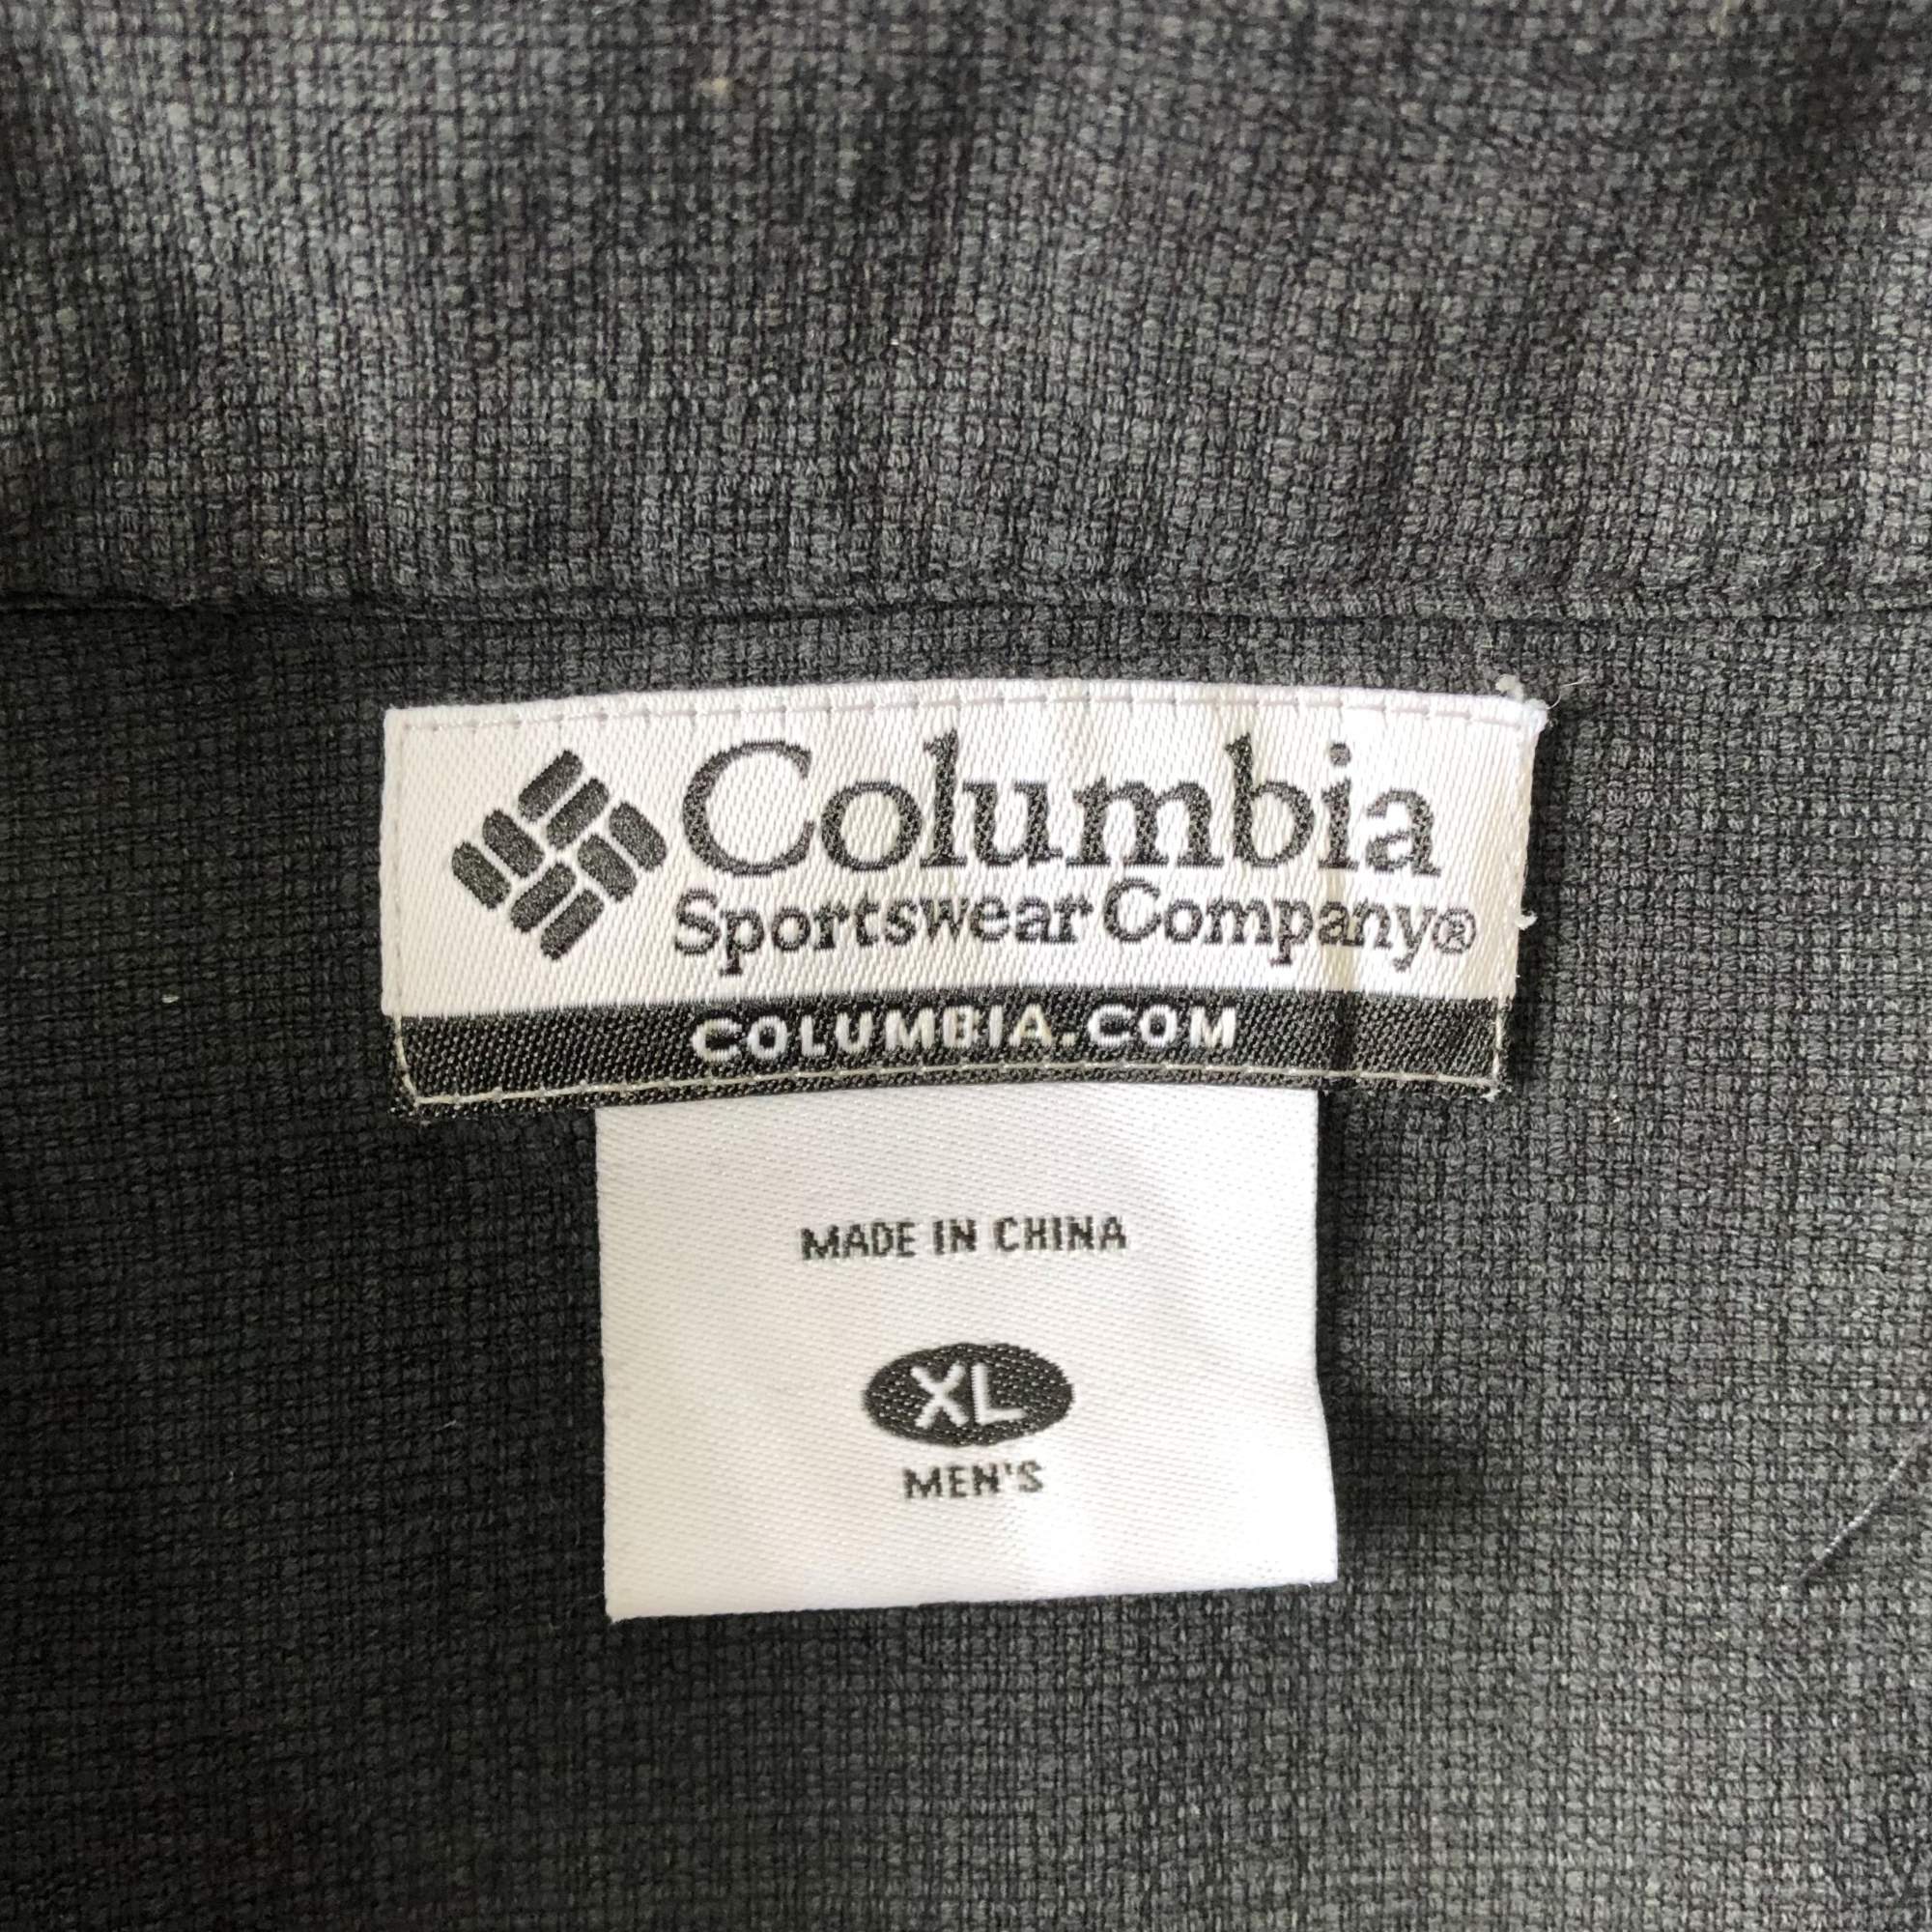 Columbia
Sportswear Company®
COLUMBIA.COM
MADE IN CHINA
XL
MEN'S